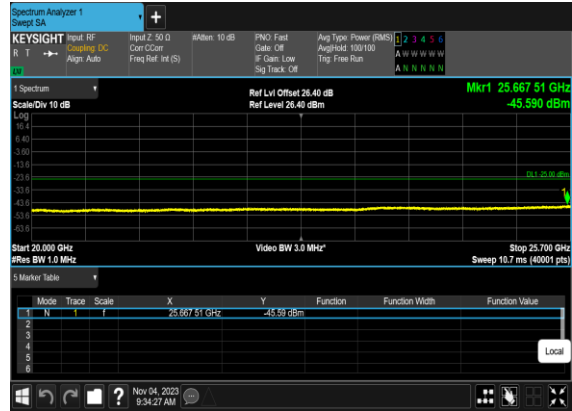 Spectrum Analyzer 1
Swept SA
+
KEYSIGHT Input: RF Input Z: 50 Ω #Atten: 10 dB PNO: Fast Avg Type: Power (RMS) 1 2 3 4 5 6
R T Coupling: DC Corr CCorr Gate: Off Avg|Hold: 100/100 A W W W W W
Align: Auto Freq Ref: Int (S) IF Gain: Low Trig: Free Run
Sig Track: Off A N N N N N
1 Spectrum Ref Lvl Offset 26.40 dB Mkr1 25.667 51 GHz
Scale/Div 10 dB Ref Level 26.40 dBm -45.590 dBm
Log
16.4
6.40
-3.60
-13.6
-23.6 DL1 -25.00 dBm
-33.6 1
-43.6
-53.6
-63.6
Start 20.000 GHz Video BW 3.0 MHz* Stop 25.700 GHz
#Res BW 1.0 MHz Sweep 10.7 ms (40001 pts)
5 Marker Table
Mode Trace Scale X Y Function Function Width Function Value
1 N 1 f 25.667 51 GHz -45.59 dBm
2
3
4
5
6
Local
? Nov 04, 2023
9:34:27 AM